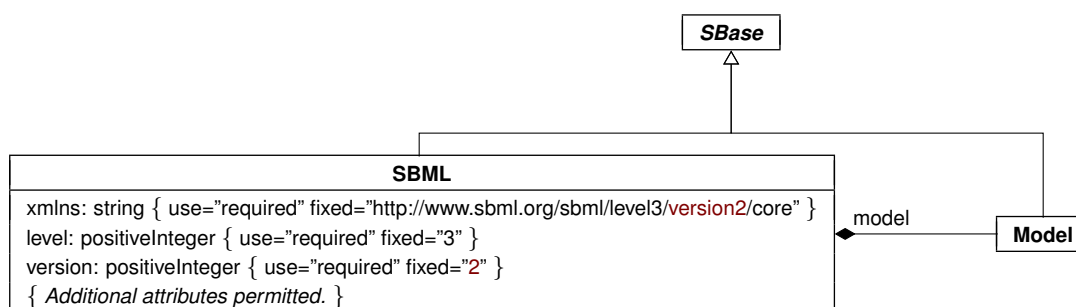 SBase
SBML
xmlns: string { use=”required” fixed=”http://www.sbml.org/sbml/level3/version2/core” }
level: positiveInteger { use=”required” fixed=”3” }
version: positiveInteger { use=”required” fixed=”2” }
{ Additional attributes permitted. }
model
Model